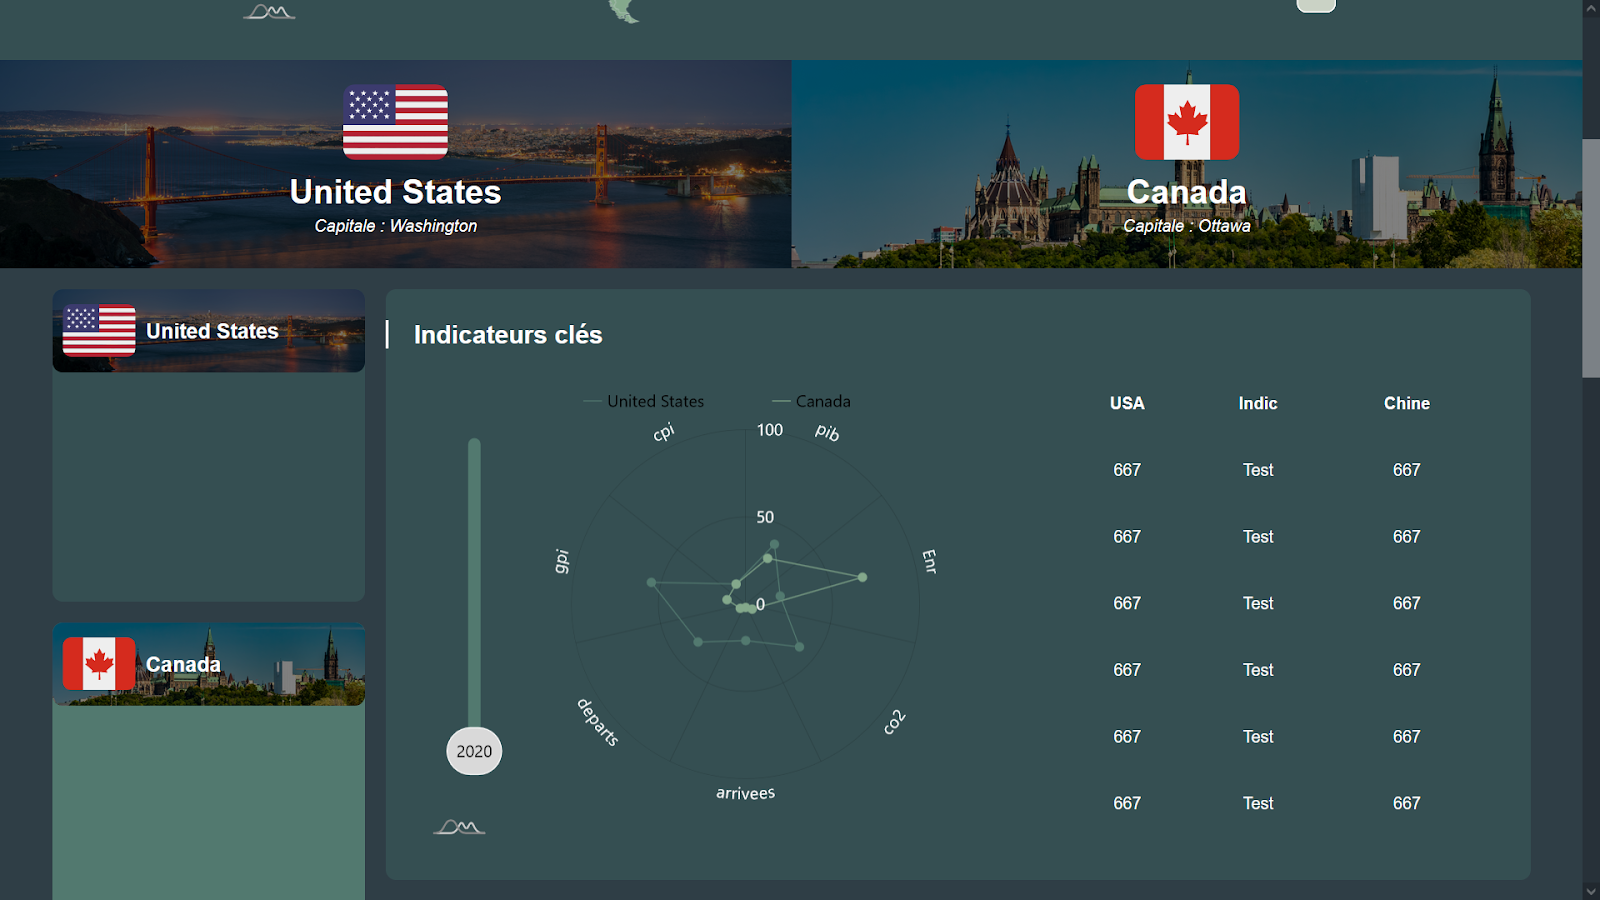 United States
Capitale : Washington
Canada
Capitale : Ottawa
United States
Canada
Indicateurs clés
United States
Canada
cpi
100
pib
50
gpi
Enr
0
departs
co2
arrivees
2020
USA Indic Chine
667 Test 667
667 Test 667
667 Test 667
667 Test 667
667 Test 667
667 Test 667